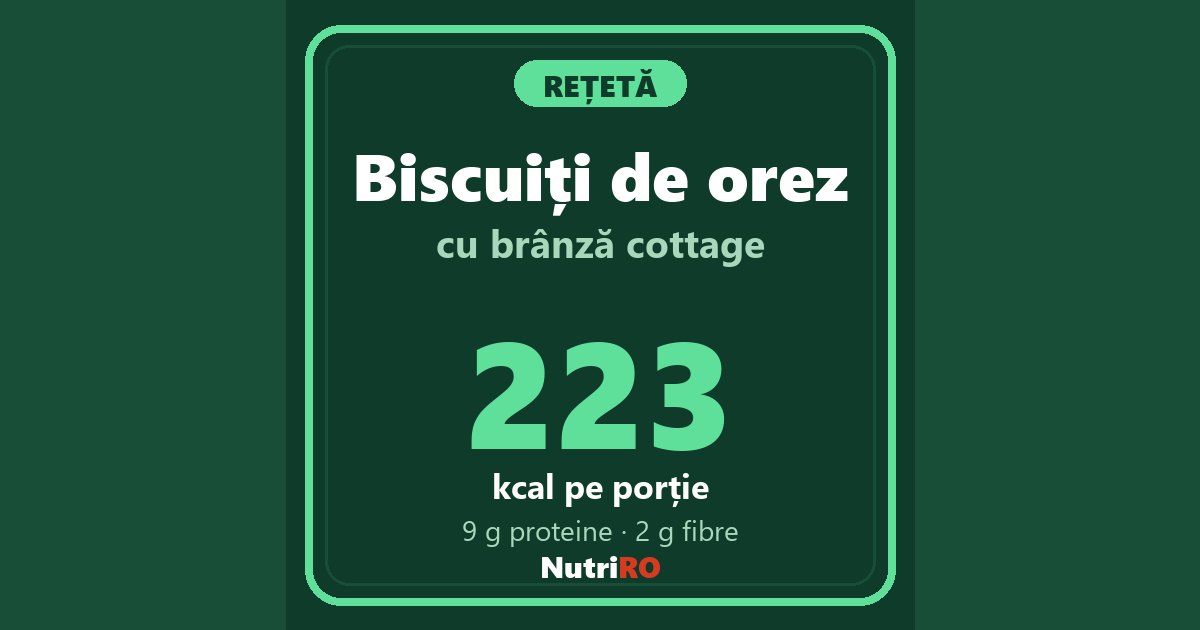 REȚETĂ
Biscuiți de orez
cu brânză cottage
223
kcal pe porție
9 g proteine · 2 g fibre
NutriRO